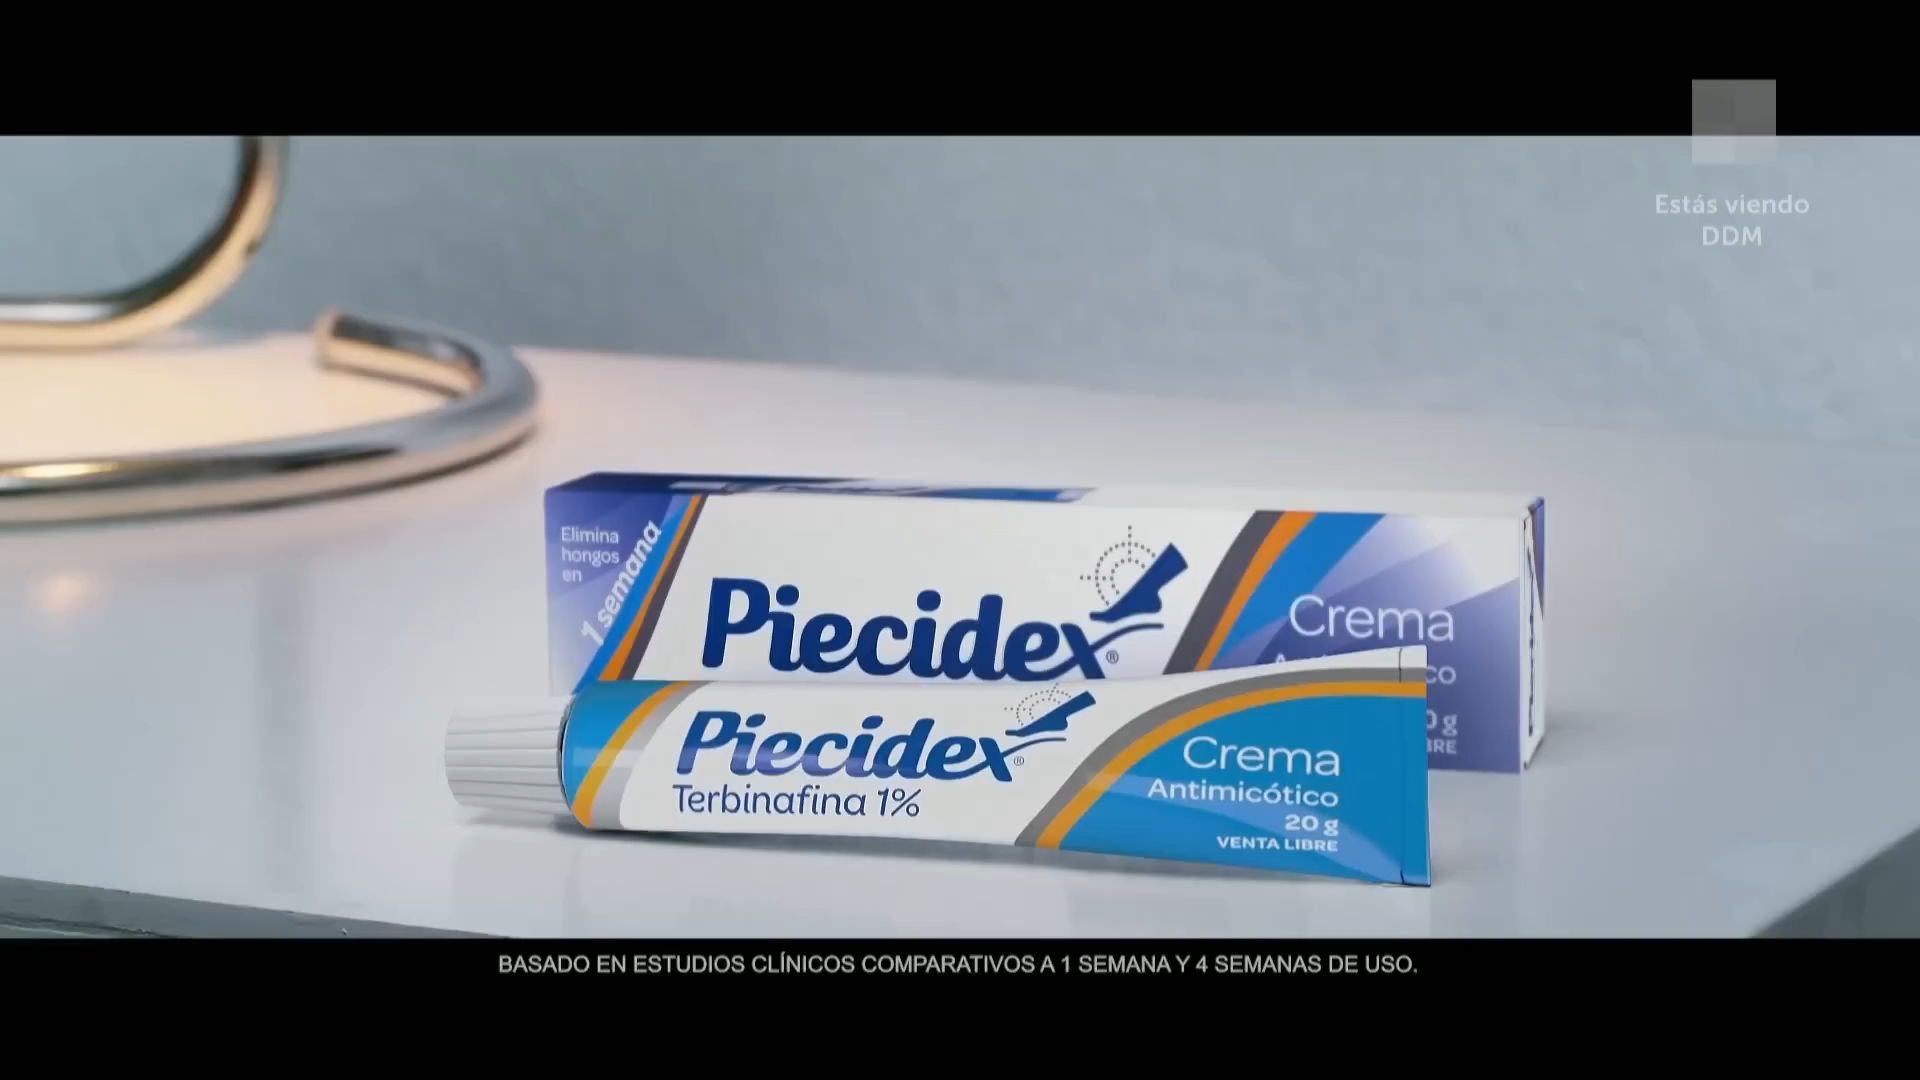 Estás viendo
DDM
Elimina
hongos
en
1 semana
Piecidex®
Crema
Piecidex®
Terbinafina 1%
Crema
Antimicótico
20 g
VENTA LIBRE
BASADO EN ESTUDIOS CLÍNICOS COMPARATIVOS A 1 SEMANA Y 4 SEMANAS DE USO.